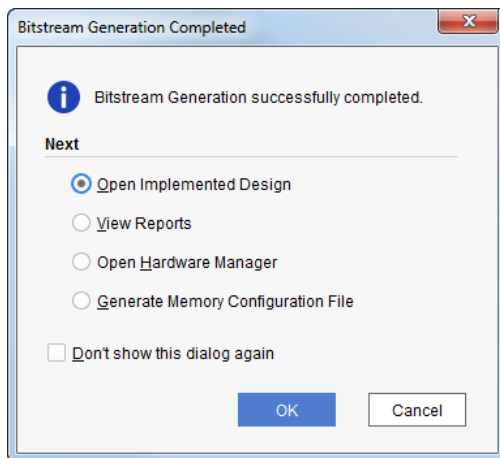 Bitstream Generation Completed
Bitstream Generation successfully completed.
Next
Open Implemented Design
View Reports
Open Hardware Manager
Generate Memory Configuration File
Don't show this dialog again
OK
Cancel